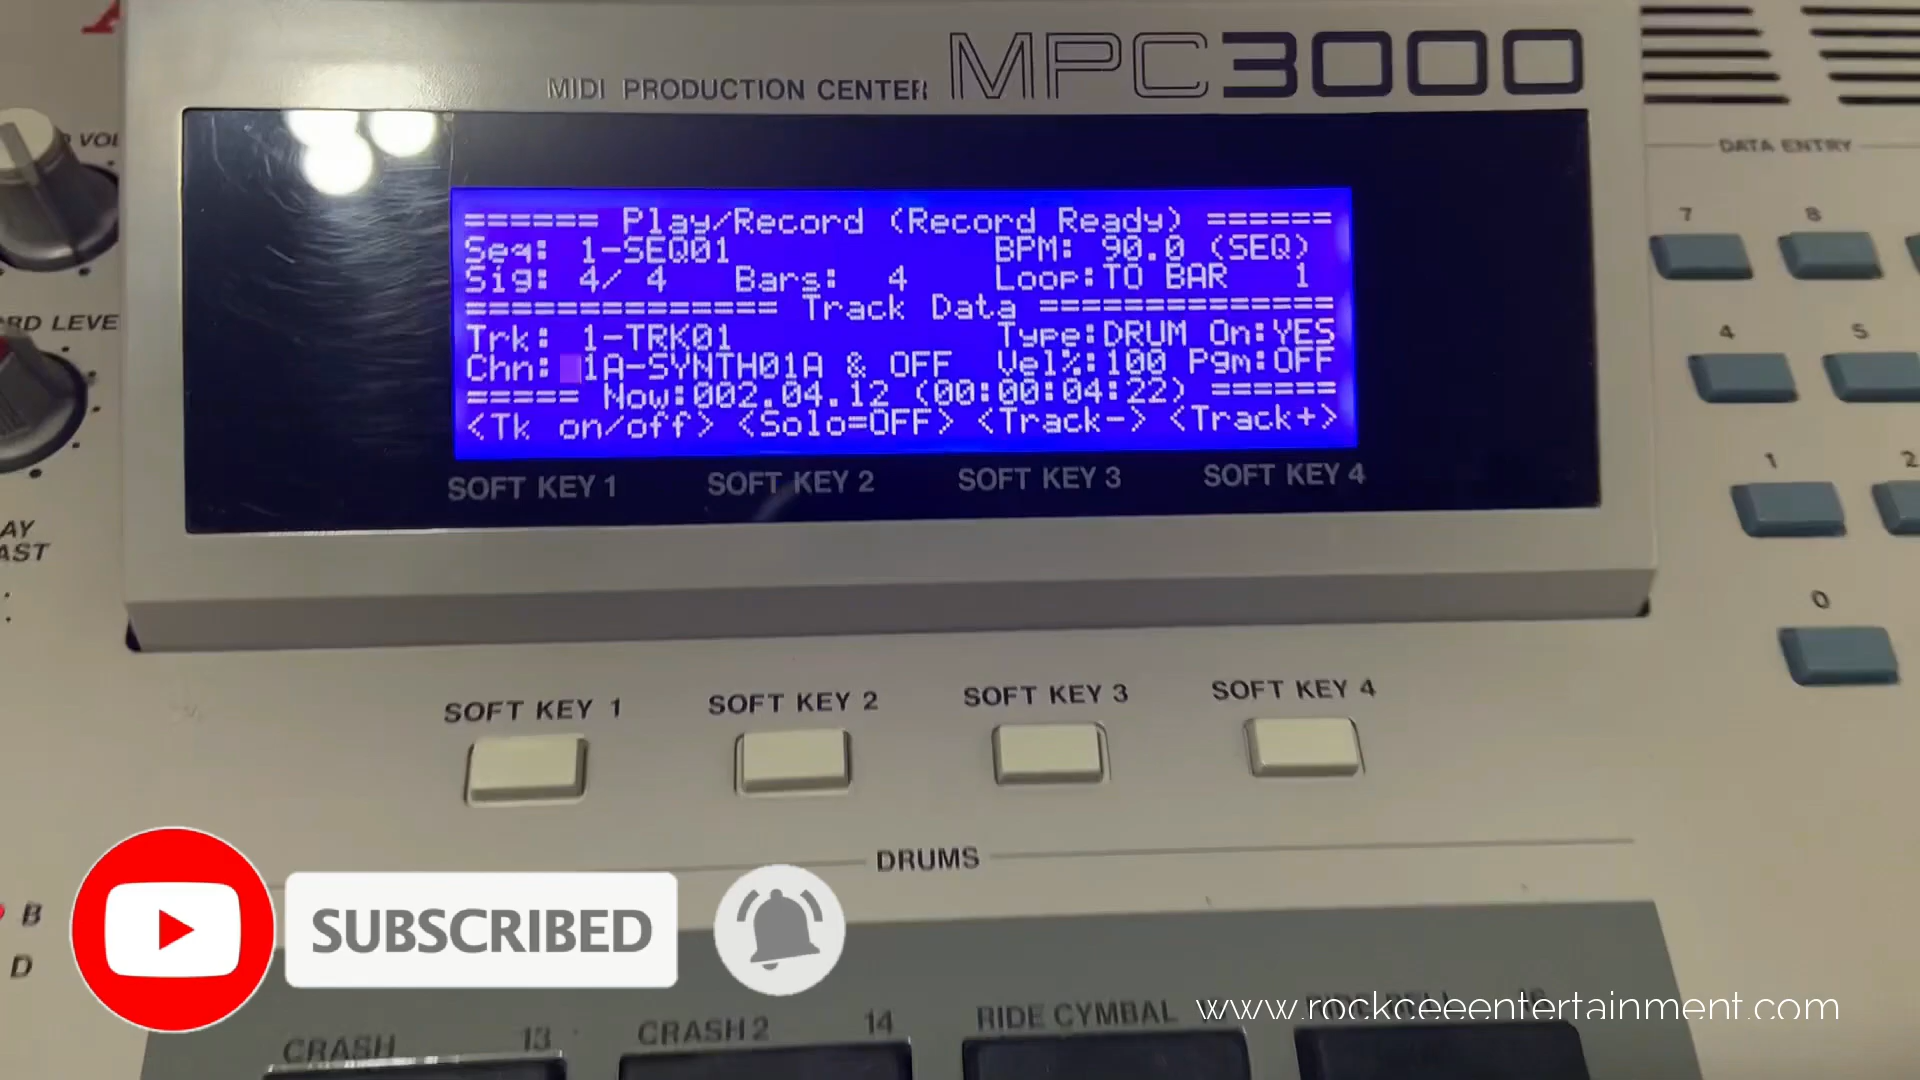 MIDI PRODUCTION CENTER MPC3000
====== Play/Record (Record Ready) ======
Seq: 1-SEQ01 BPM: 90.0 (SEQ)
Sig: 4/ 4 Bars: 4 Loop:TO BAR 1
============= Track Data ==============
Trk: 1-TRK01 Type:DRUM On:YES
Chn: 1A-SYNTH01A & OFF Vel%:100 Pgm:OFF
===== Now:002.04.12 (00:00:04:22) ======
<Tk on/off> <Solo=OFF> <Track-> <Track+>
SOFT KEY 1 SOFT KEY 2 SOFT KEY 3 SOFT KEY 4
DATA ENTRY
7 8
4 5
1 2
0
SOFT KEY 1 SOFT KEY 2 SOFT KEY 3 SOFT KEY 4
DRUMS
B
D
SUBSCRIBED
www.rockceeentertainment.com
CRASH 13 CRASH 2 14 RIDE CYMBAL